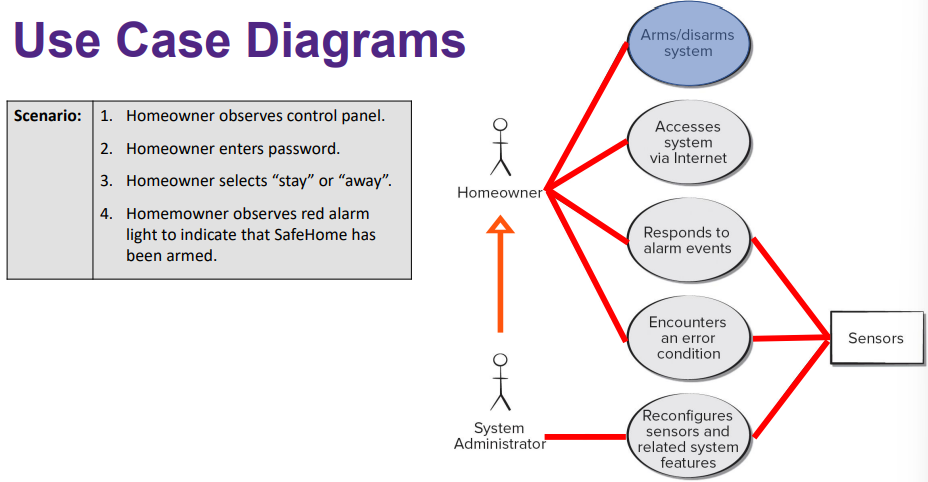 Use Case Diagrams
Scenario:
1. Homeowner observes control panel.
2. Homeowner enters password.
3. Homeowner selects “stay” or “away”.
4. Homemowner observes red alarm
light to indicate that SafeHome has
been armed.
Homeowner
System
Administrator
Arms/disarms
system
Accesses
system
via Internet
Responds to
alarm events
Encounters
an error
condition
Reconfigures
sensors and
related system
features
Sensors